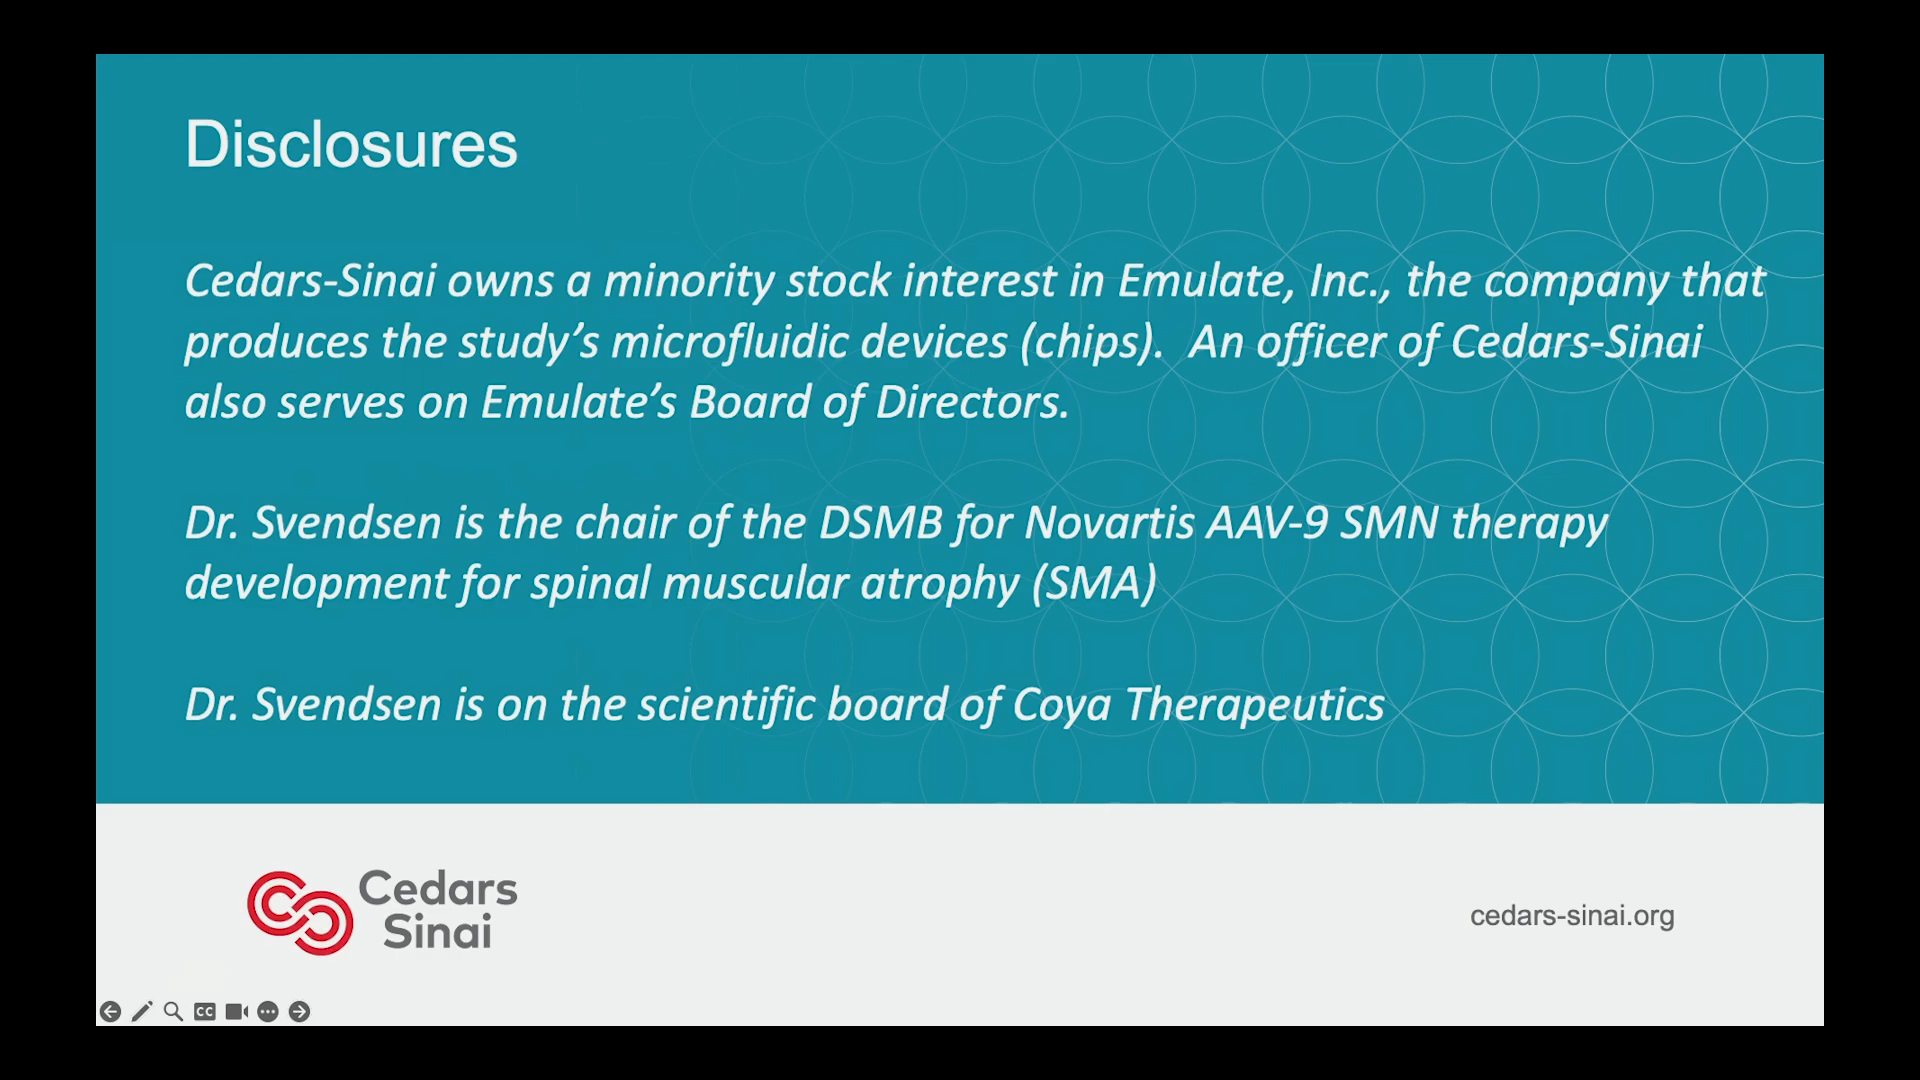 Disclosures
Cedars-Sinai owns a minority stock interest in Emulate, Inc., the company that
produces the study’s microfluidic devices (chips).  An officer of Cedars-Sinai
also serves on Emulate’s Board of Directors.
Dr. Svendsen is the chair of the DSMB for Novartis AAV-9 SMN therapy
development for spinal muscular atrophy (SMA)
Dr. Svendsen is on the scientific board of Coya Therapeutics
Cedars
Sinai
cedars-sinai.org
CC